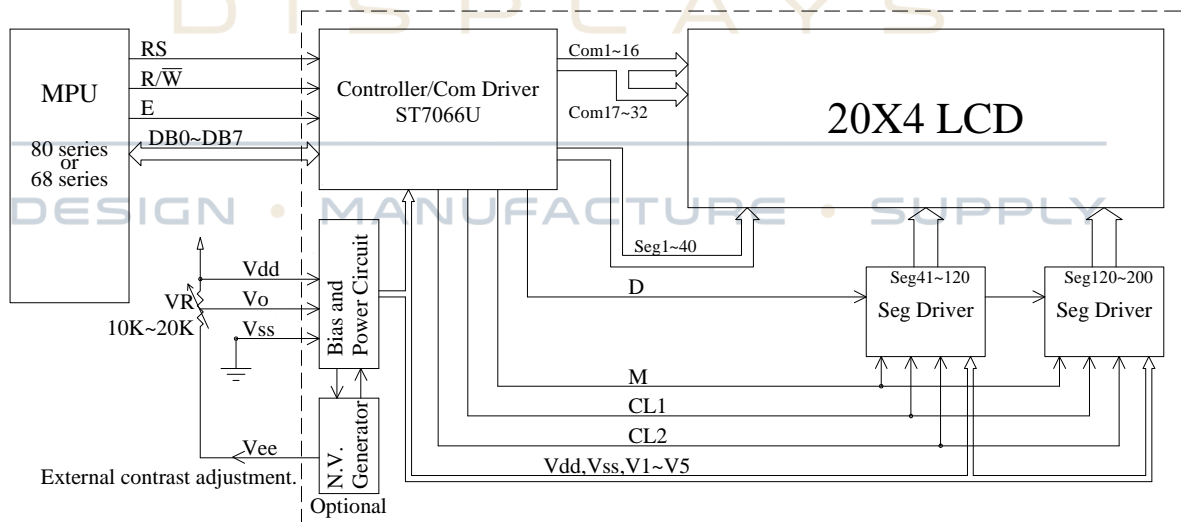 DISPLAYS
MPU
80 series
or
68 series
RS
R/W̅
E
DB0~DB7
Controller/Com Driver
ST7066U
Com1~16
Com17~32
20X4 LCD
DESIGN • MANUFACTURE • SUPPLY
Seg1~40
D
Seg41~120
Seg Driver
Seg120~200
Seg Driver
Vdd
VR
Vo
10K~20K
Vss
Bias and
Power Circuit
M
CL1
CL2
N.V.
Generator
Vee
Vdd,Vss,V1~V5
External contrast adjustment.
Optional